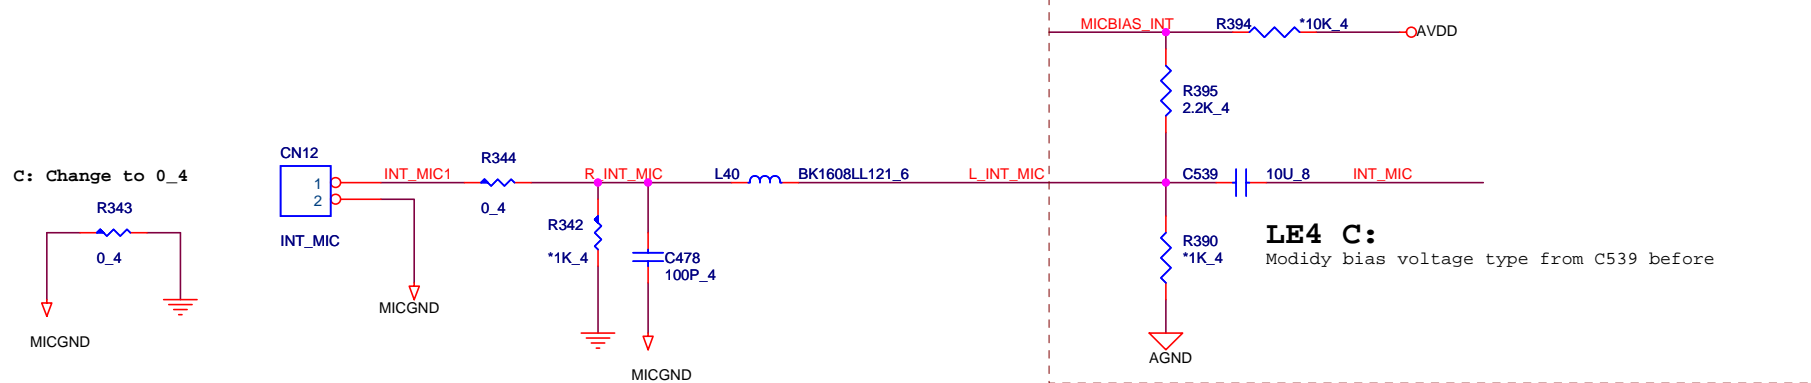 MICBIAS_INT
R394
*10K_4
AVDD
R395
2.2K_4
CN12
C: Change to 0_4
1
2
INT_MIC
INT_MIC1
R344
0_4
R_INT_MIC
L40
BK1608LL121_6
L_INT_MIC
C539
10U_8
INT_MIC
R343
0_4
R342
*1K_4
C478
100P_4
R390
*1K_4
LE4 C:
Modidy bias voltage type from C539 before
MICGND
MICGND
MICGND
AGND